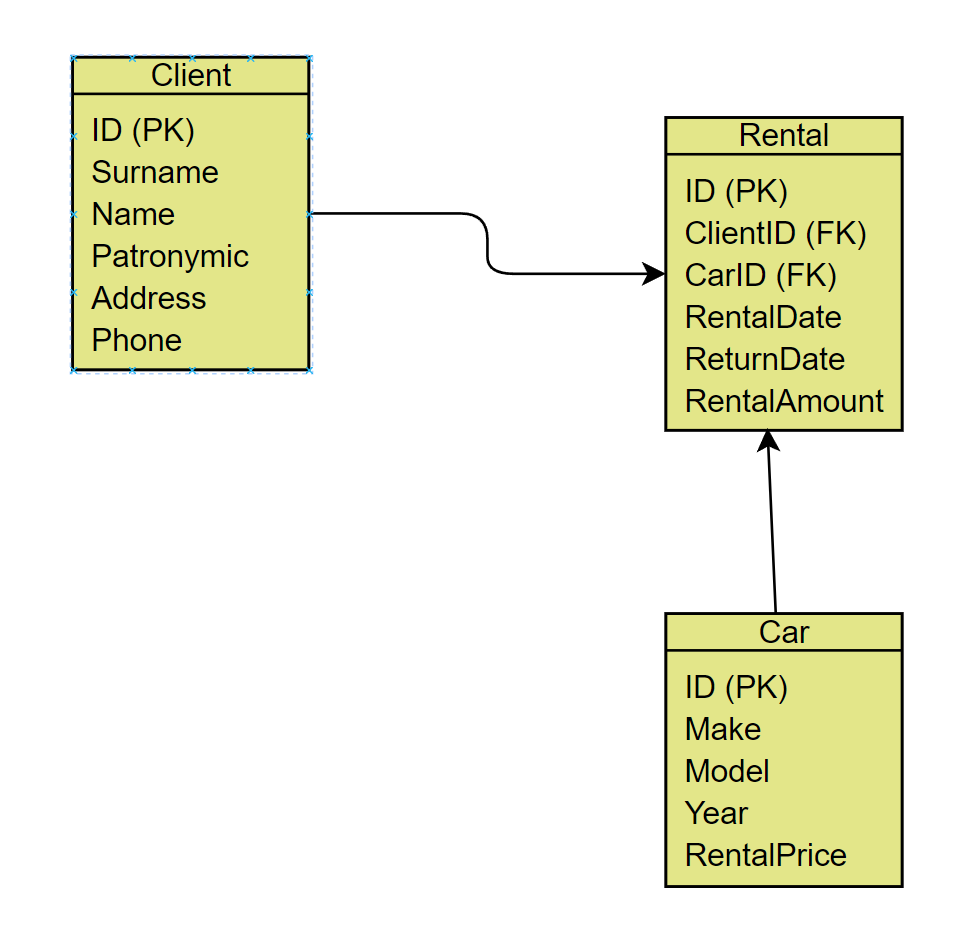 Client
ID (PK)
Surname
Name
Patronymic
Address
Phone
Rental
ID (PK)
ClientID (FK)
CarID (FK)
RentalDate
ReturnDate
RentalAmount
Car
ID (PK)
Make
Model
Year
RentalPrice